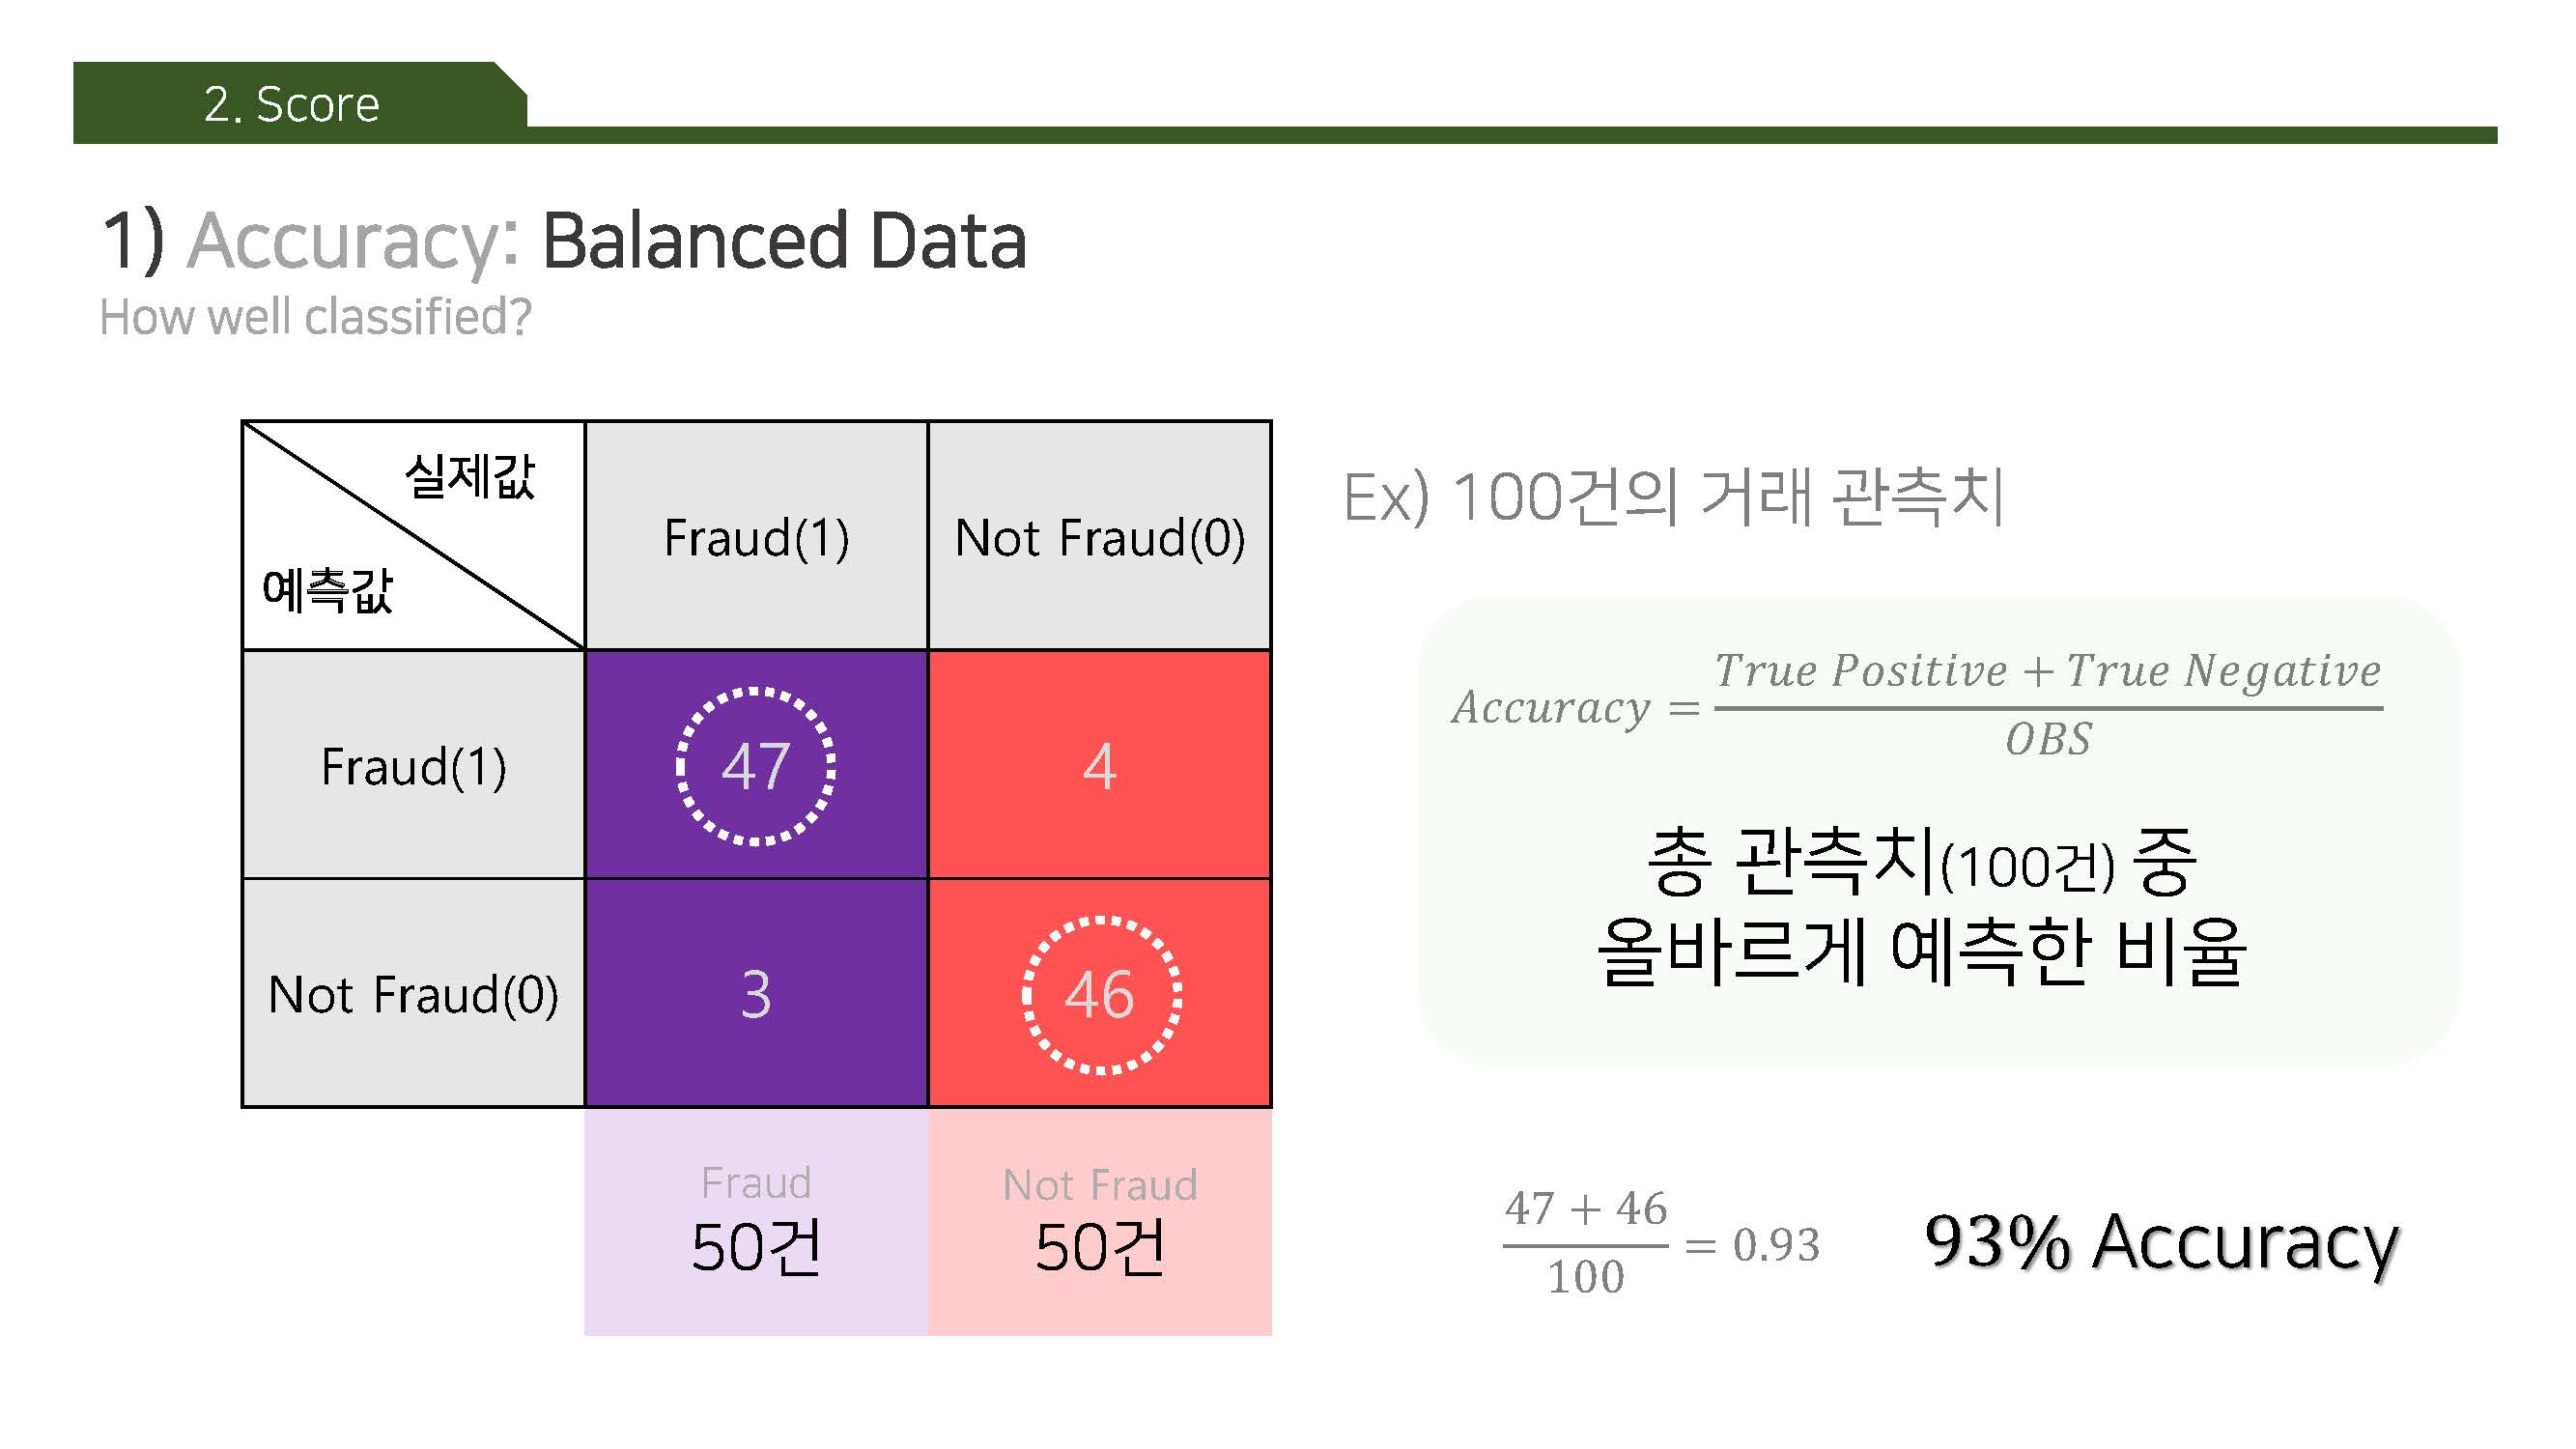 2. Score
1) Accuracy: Balanced Data
How well classified?
실제값
예측값
Fraud(1)
Not Fraud(0)
Fraud(1)
47
4
Not Fraud(0)
3
46
Fraud
50건
Not Fraud
50건
Ex) 100건의 거래 관측치
Accuracy = True Positive + True Negative / OBS
총 관측치(100건) 중
올바르게 예측한 비율
47 + 46 / 100 = 0.93
93% Accuracy